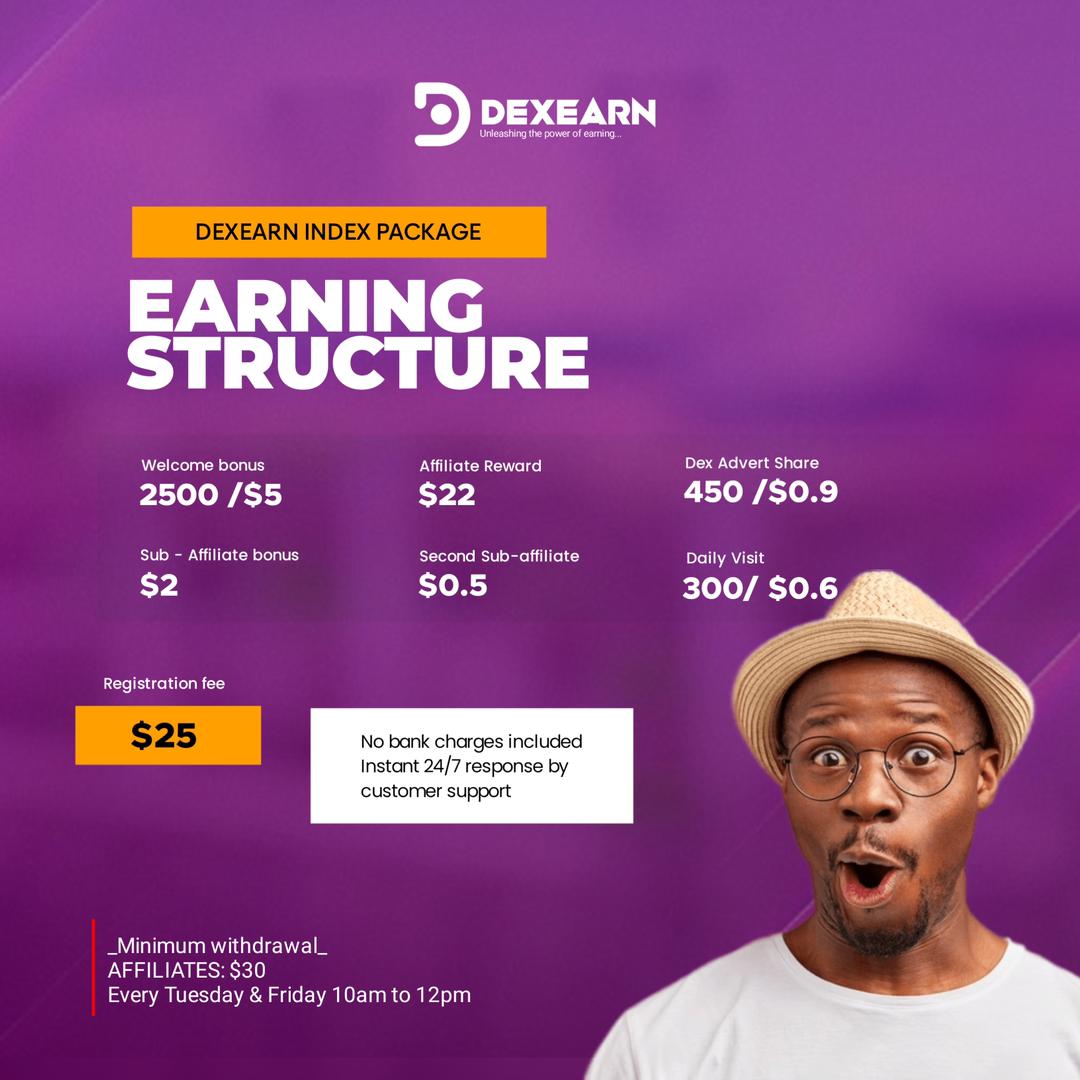 DEXEARN
Unleashing the power of earning...
DEXEARN INDEX PACKAGE
EARNING
STRUCTURE
Welcome bonus
2500 /$5
Affiliate Reward
$22
Dex Advert Share
450 /$0.9
Sub - Affiliate bonus
$2
Second Sub-affiliate
$0.5
Daily Visit
300/ $0.6
Registration fee
$25
No bank charges included
Instant 24/7 response by
customer support
_Minimum withdrawal_
AFFILIATES: $30
Every Tuesday & Friday 10am to 12pm